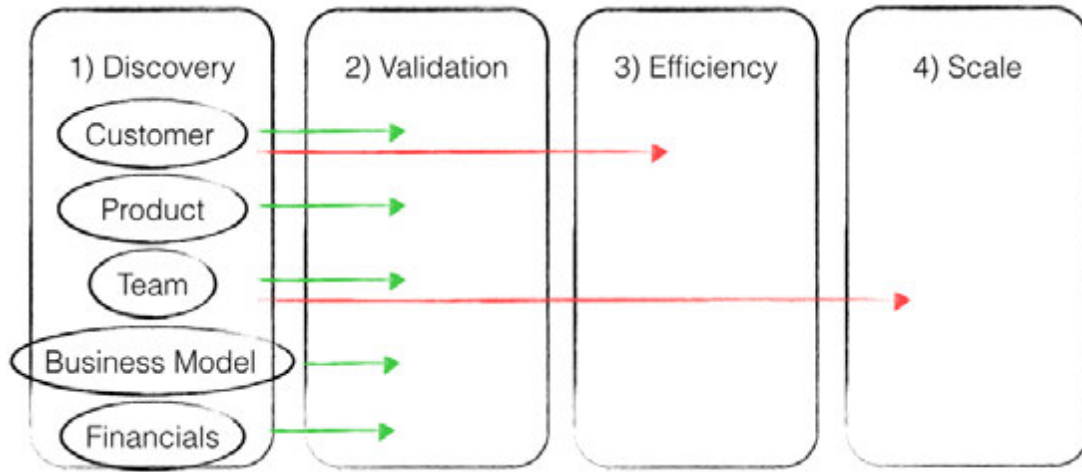 1) Discovery
2) Validation
3) Efficiency
4) Scale
Customer
Product
Team
Business Model
Financials